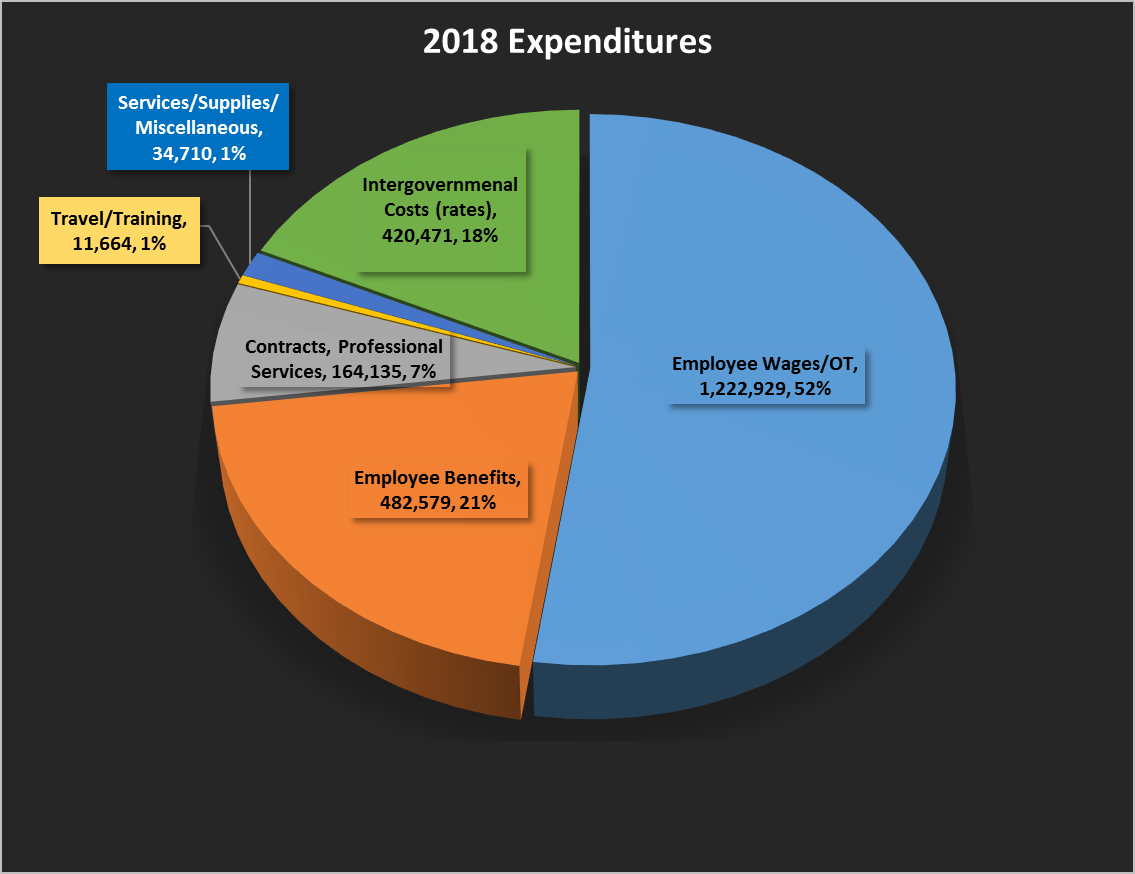 2018 Expenditures
Services/Supplies/
Miscellaneous,
34,710, 1%
Travel/Training,
11,664, 1%
Intergovernmenal
Costs (rates),
420,471, 18%
Contracts, Professional
Services, 164,135, 7%
Employee Wages/OT,
1,222,929, 52%
Employee Benefits,
482,579, 21%